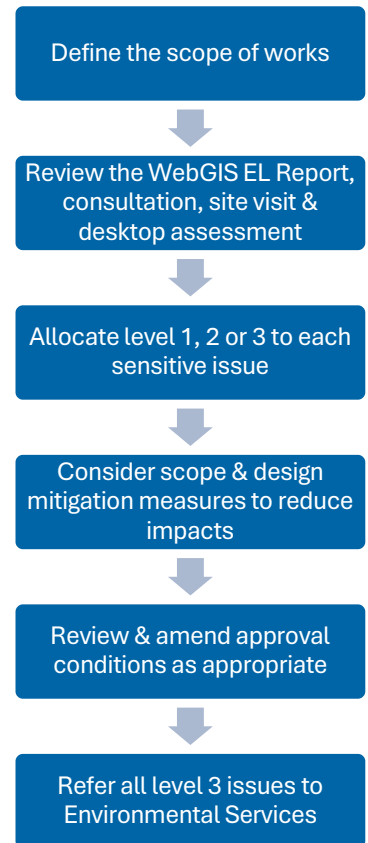 Define the scope of works
Review the WebGIS EL Report,
consultation, site visit &
desktop assessment
Allocate level 1, 2 or 3 to each
sensitive issue
Consider scope & design
mitigation measures to reduce
impacts
Review & amend approval
conditions as appropriate
Refer all level 3 issues to
Environmental Services